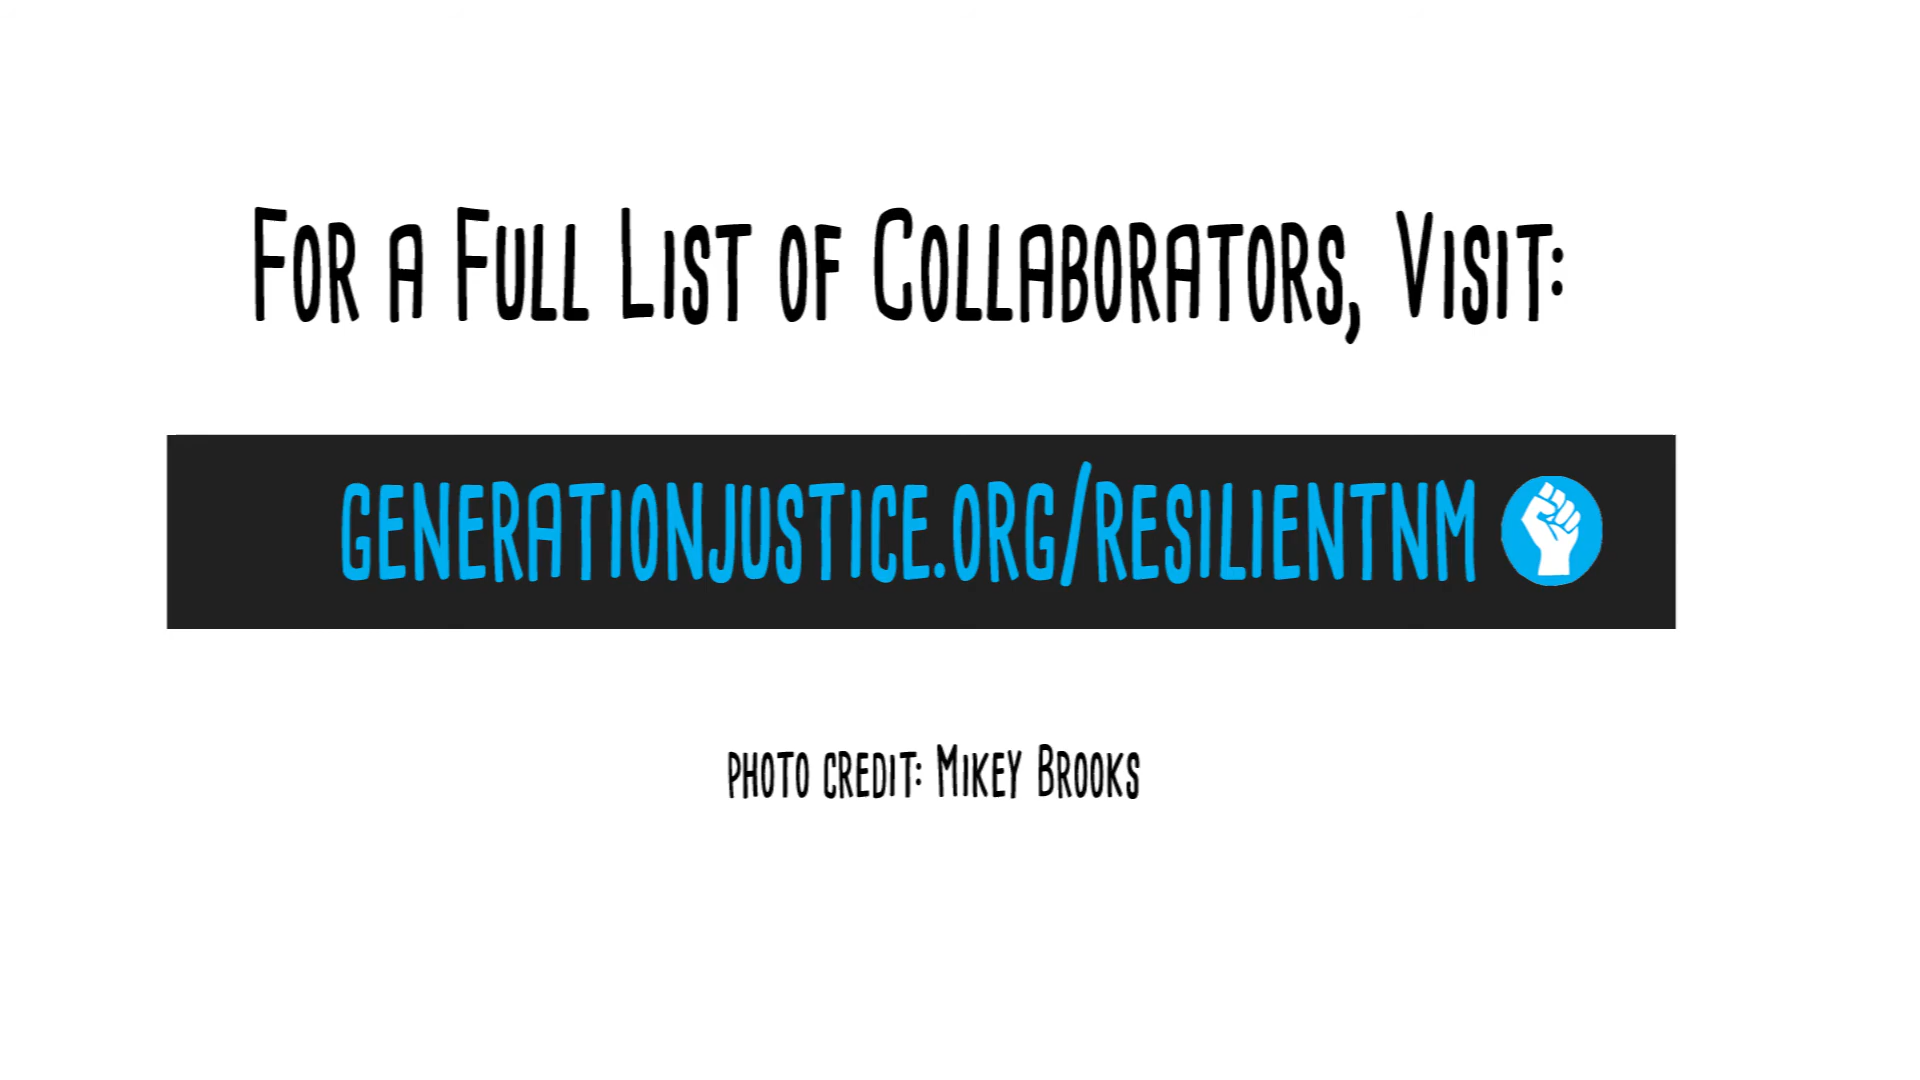 For a Full List of Collaborators, Visit:
generationjustice.org/resilientnm
photo credit: Mikey Brooks